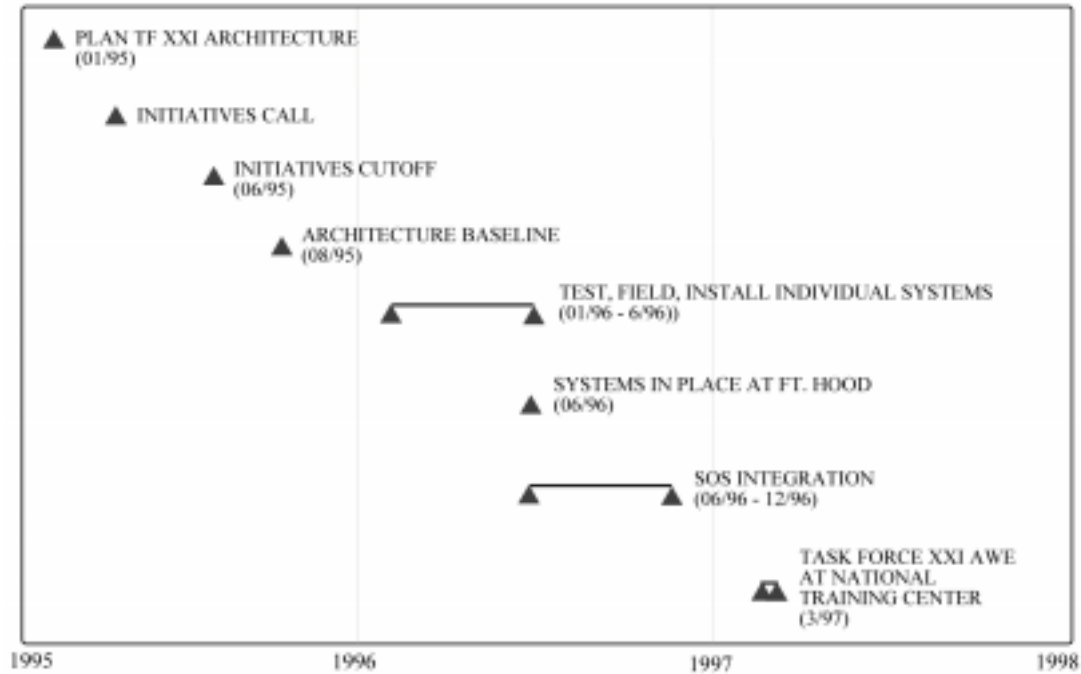 PLAN TF XXI ARCHITECTURE
(01/95)
INITIATIVES CALL
INITIATIVES CUTOFF
(06/95)
ARCHITECTURE BASELINE
(08/95)
TEST, FIELD, INSTALL INDIVIDUAL SYSTEMS
(01/96 - 6/96))
SYSTEMS IN PLACE AT FT. HOOD
(06/96)
SOS INTEGRATION
(06/96 - 12/96)
TASK FORCE XXI AWE
AT NATIONAL
TRAINING CENTER
(3/97)
1995 1996 1997 1998